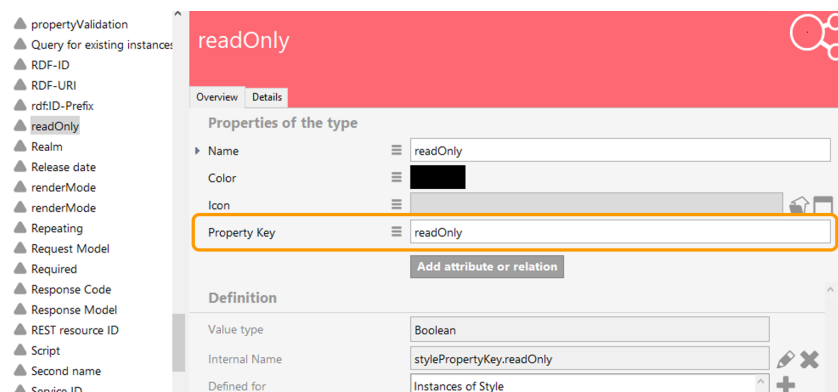 propertyValidation
Query for existing instances
RDF-ID
RDF-URI
rdf:ID-Prefix
readOnly
Realm
Release date
renderMode
renderMode
Repeating
Request Model
Required
Response Code
Response Model
REST resource ID
Script
Second name
Service ID
readOnly
Overview Details
Properties of the type
Name readOnly
Color
Icon
Property Key readOnly
Add attribute or relation
Definition
Value type Boolean
Internal Name stylePropertyKey.readOnly
Defined for Instances of Style